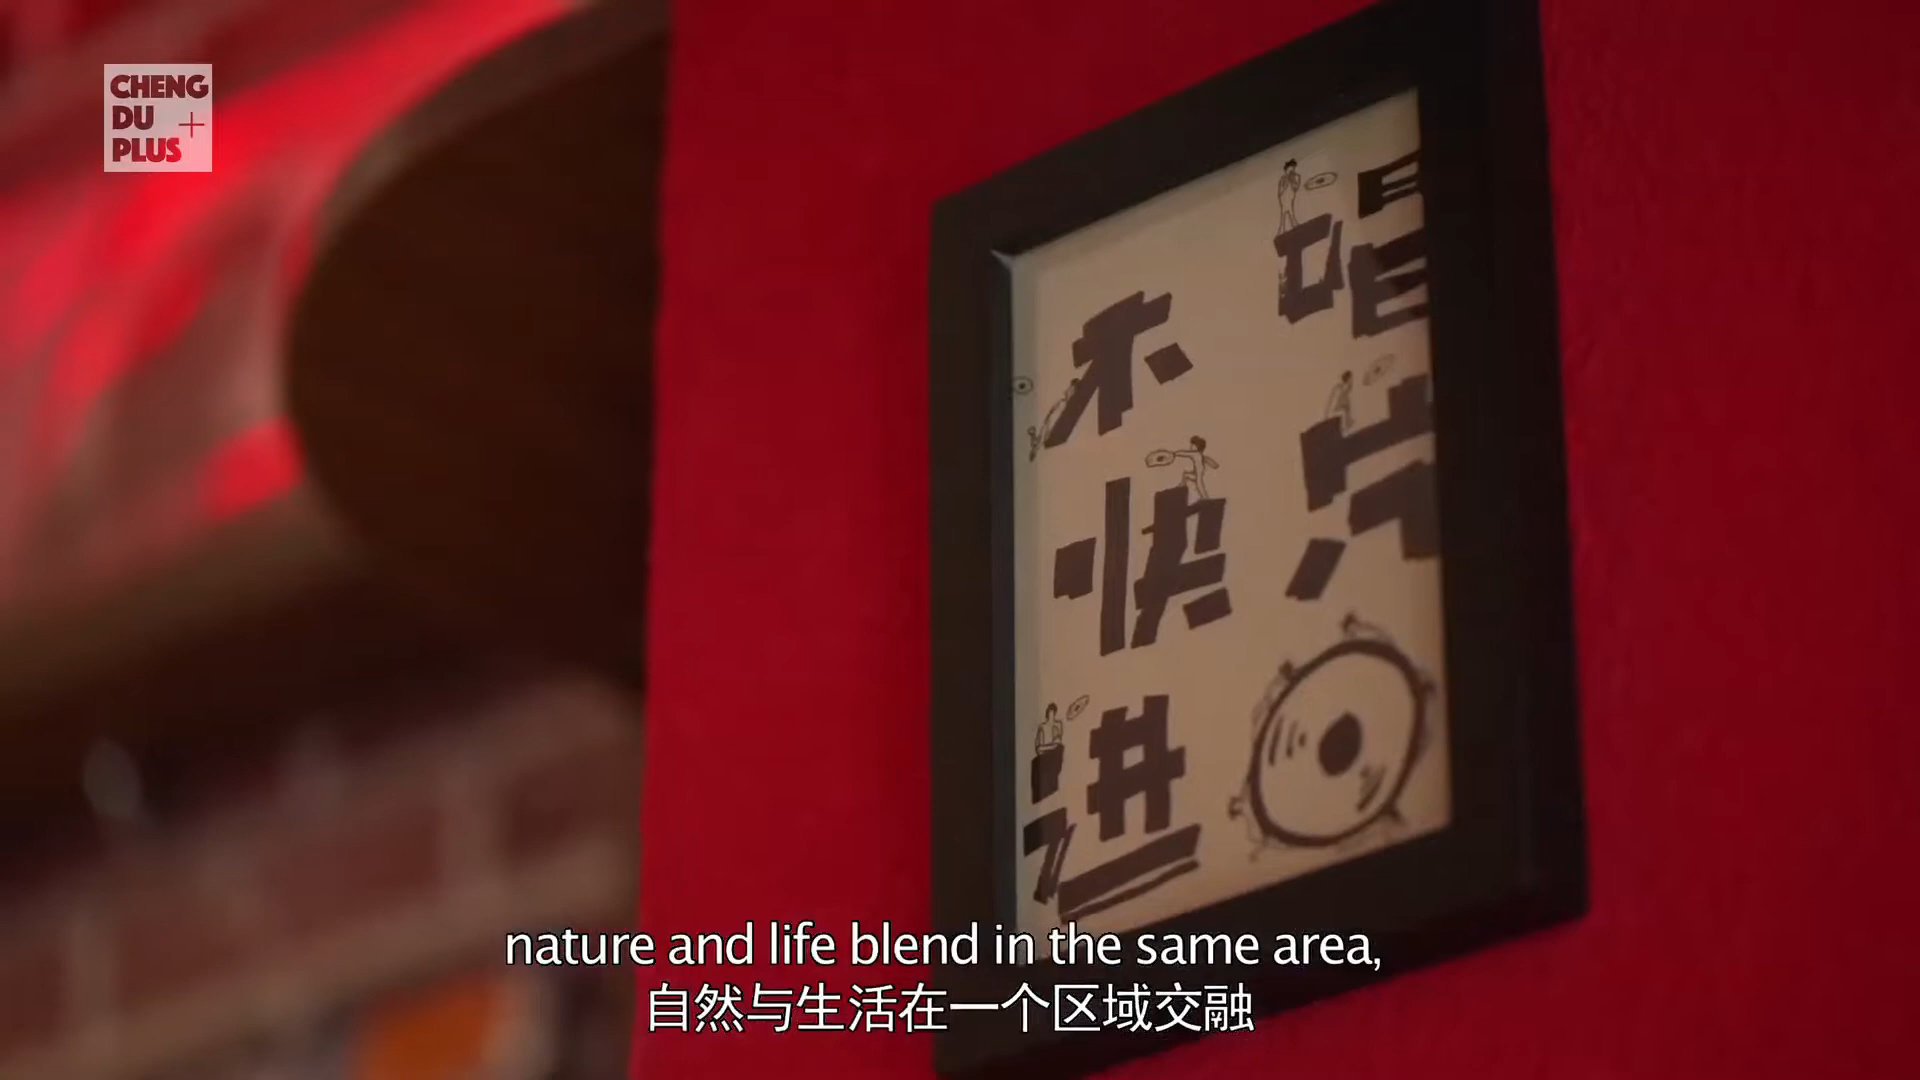 CHENG
DU
PLUS+
唱片
不快进
nature and life blend in the same area,
自然与生活在一个区域交融